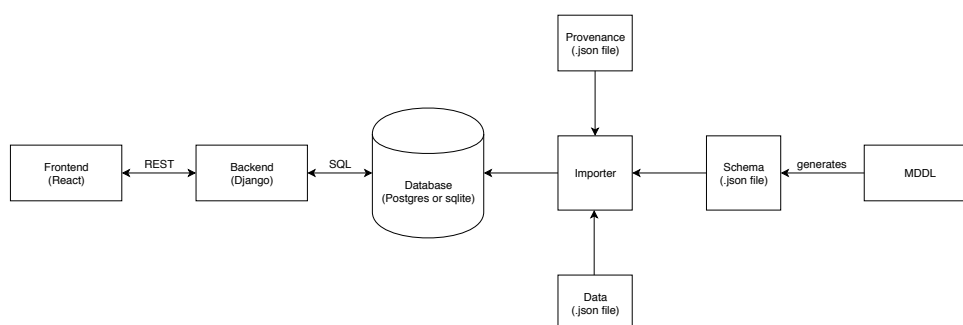 Provenance
(.json file)
Frontend
(React)
REST
Backend
(Django)
SQL
Database
(Postgres or sqlite)
Importer
Schema
(.json file)
generates
MDDL
Data
(.json file)